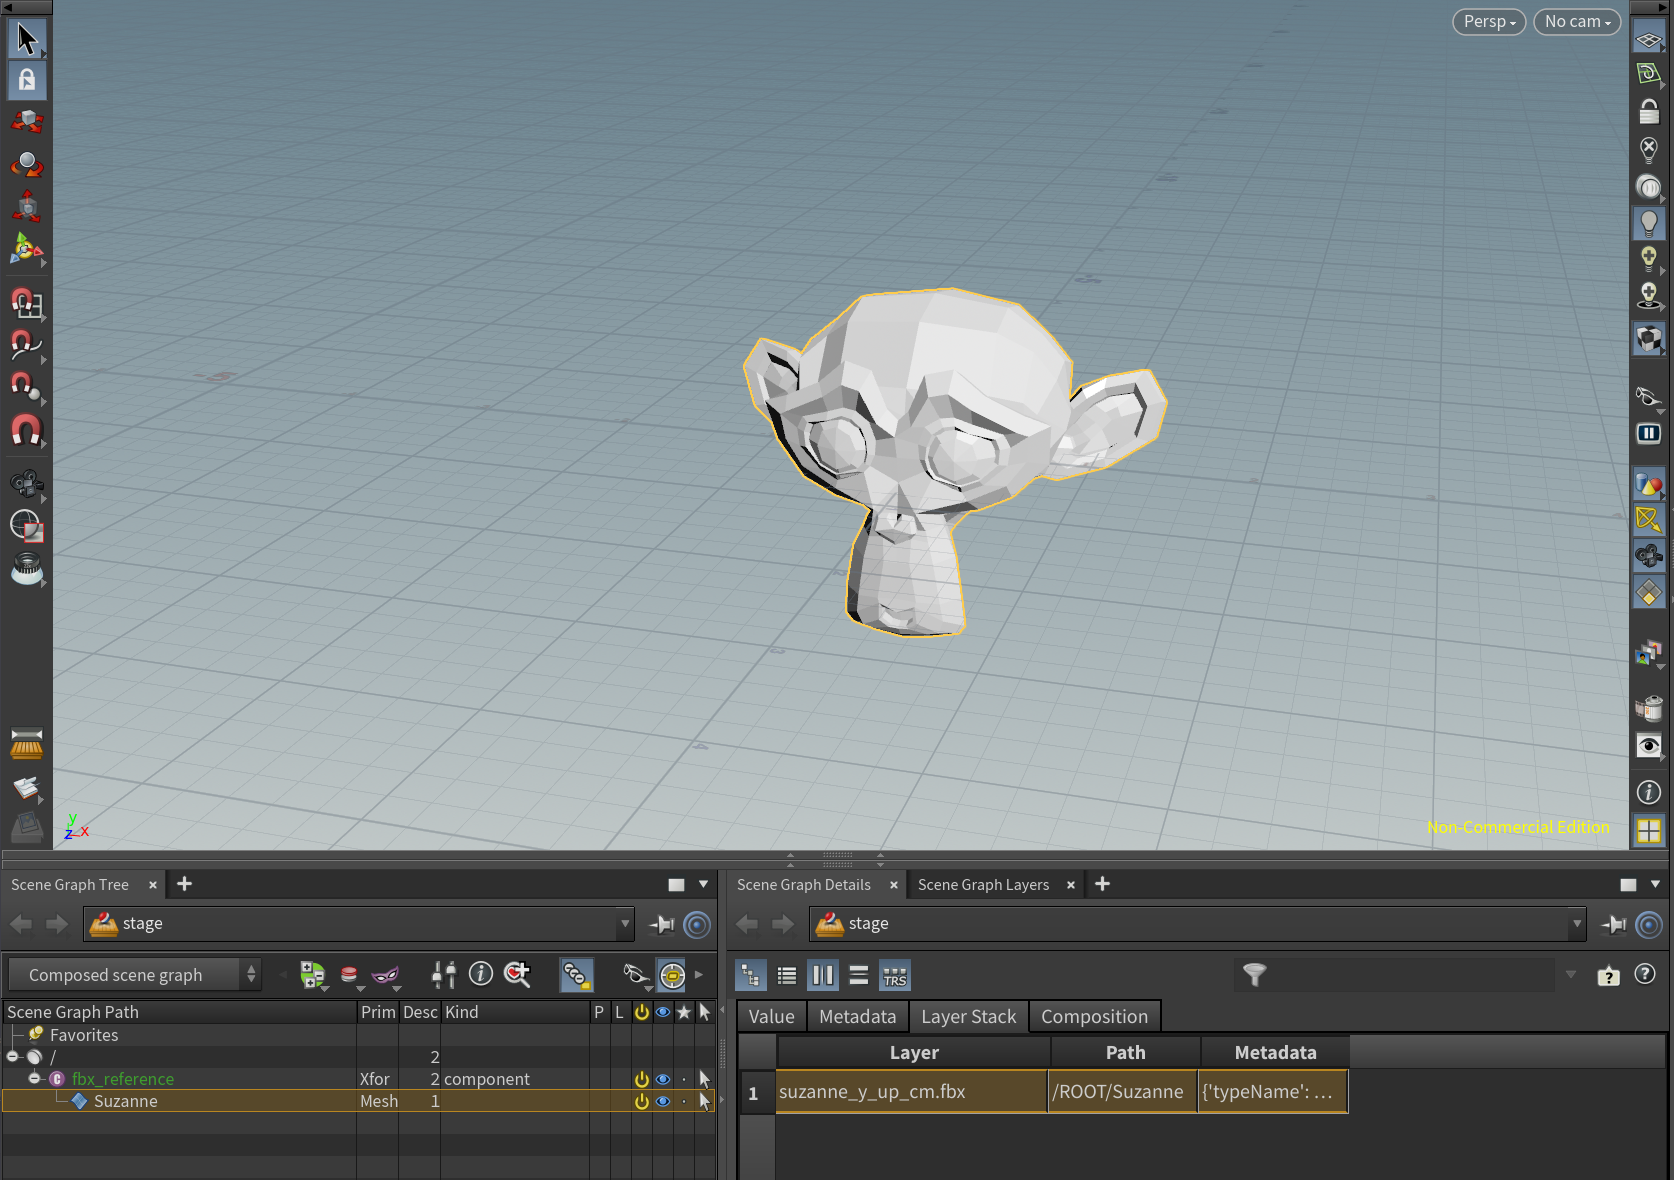 Persp
No cam
y
z x
Non-Commercial Edition
Scene Graph Tree
stage
Composed scene graph
Scene Graph Path Prim Desc Kind P L
Favorites
/ 2
fbx_reference Xfor 2 component
Suzanne Mesh 1
Scene Graph Details
Scene Graph Layers
stage
TRS
Value Metadata Layer Stack Composition
Layer Path Metadata
1 suzanne_y_up_cm.fbx /ROOT/Suzanne {'typeName': ...